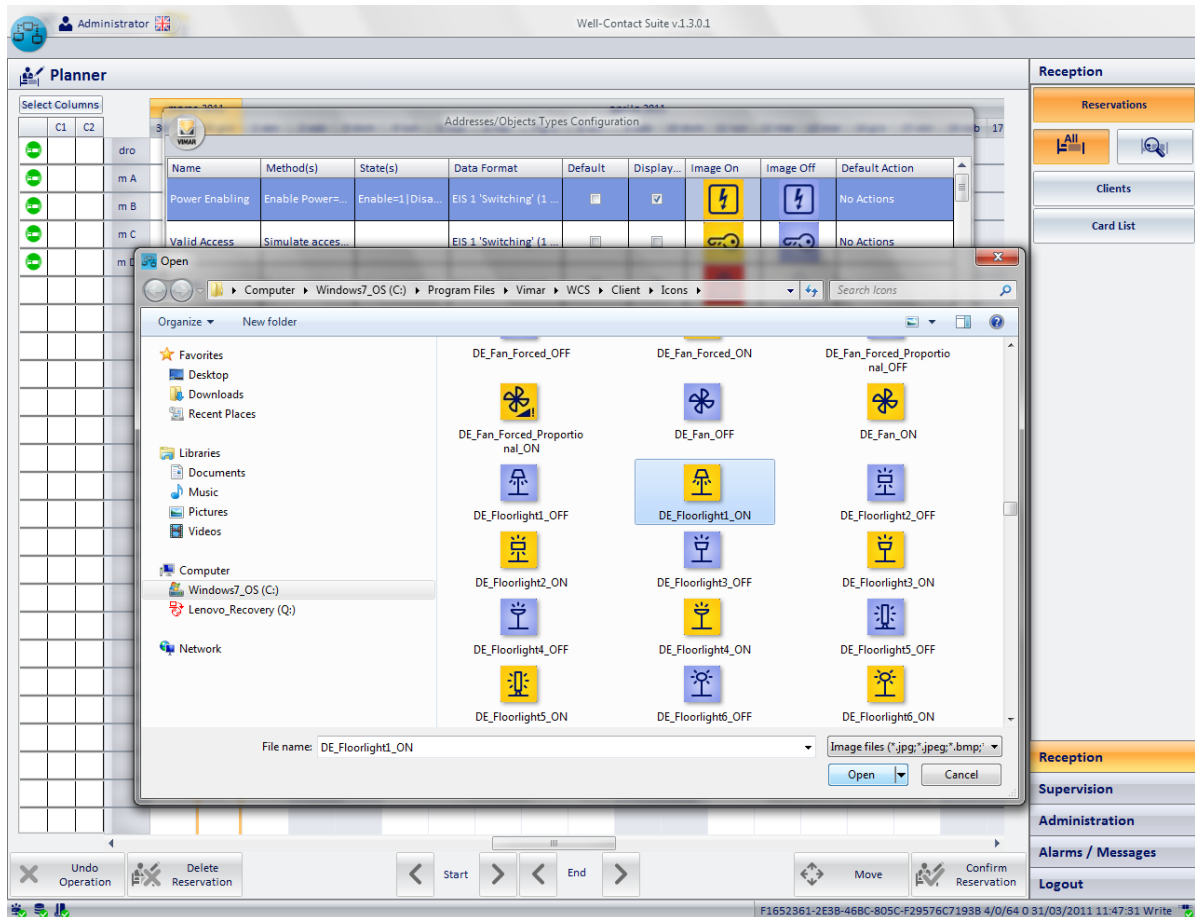 Administrator
Well-Contact Suite v.1.3.0.1
Planner
Reception
Select Columns
marzo 2011
aprile 2011
Reservations
C1 C2
Addresses/Objects Types Configuration
17
VIMAR
All
dro
Name Method(s) State(s) Data Format Default Display... Image On Image Off Default Action
m A
Power Enabling Enable Power=... Enable=1|Disa... EIS 1 'Switching' (1 ... No Actions
Clients
m B
Card List
m C
Valid Access Simulate acces... EIS 1 'Switching' (1 ... No Actions
m D
Open
Computer Windows7_OS (C:) Program Files Vimar WCS Client Icons Search Icons
Organize New folder
Favorites
Desktop
Downloads
Recent Places
Libraries
Documents
Music
Pictures
Videos
Computer
Windows7_OS (C:)
Lenovo_Recovery (Q:)
Network
DE_Fan_Forced_OFF DE_Fan_Forced_ON DE_Fan_Forced_Proportio
nal_OFF
DE_Fan_Forced_Proportio DE_Fan_OFF DE_Fan_ON
nal_ON
DE_Floorlight1_OFF DE_Floorlight1_ON DE_Floorlight2_OFF
DE_Floorlight2_ON DE_Floorlight3_OFF DE_Floorlight3_ON
DE_Floorlight4_OFF DE_Floorlight4_ON DE_Floorlight5_OFF
DE_Floorlight5_ON DE_Floorlight6_OFF DE_Floorlight6_ON
File name: DE_Floorlight1_ON Image files (*.jpg;*.jpeg;*.bmp;*
Open Cancel
Reception
Supervision
Administration
Alarms / Messages
Logout
Undo
Operation
Delete
Reservation
Start
End
Move
Confirm
Reservation
F1652361-2E3B-46BC-805C-F29576C7193B 4/0/64 0 31/03/2011 11:47:31 Write